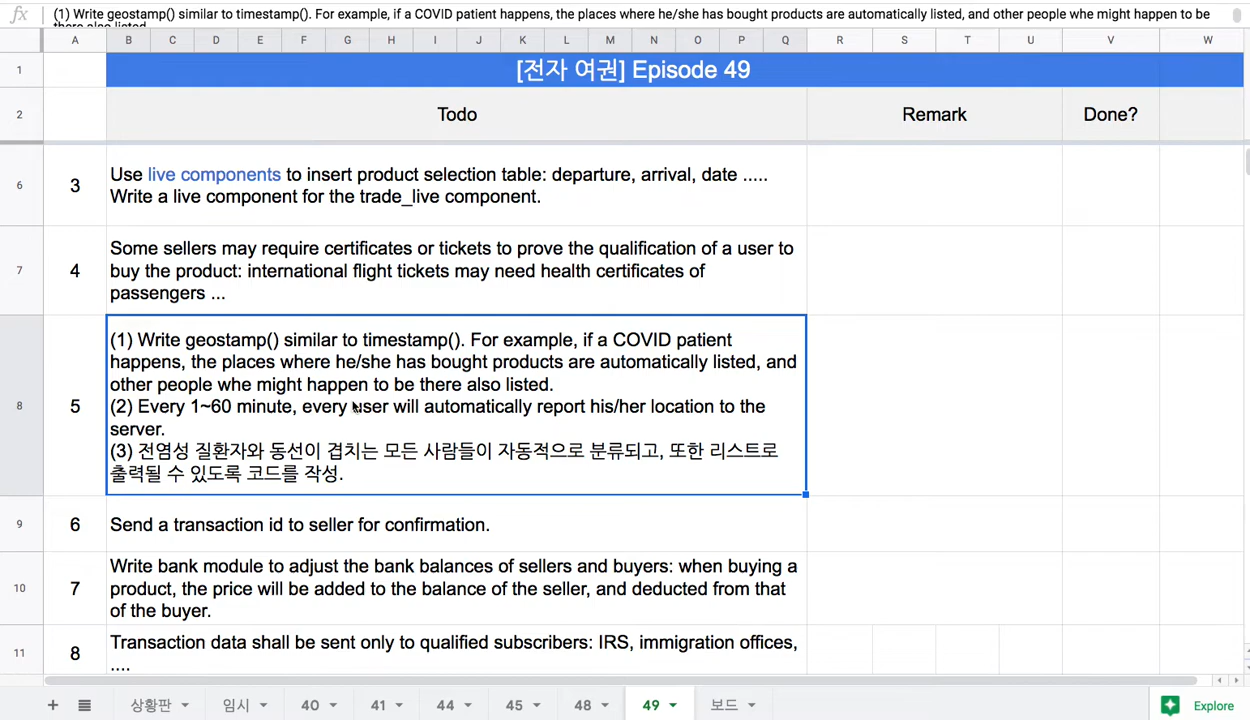 (1) Write geostamp() similar to timestamp(). For example, if a COVID patient happens, the places where he/she has bought products are automatically listed, and other people whe might happen to be
there also listed
A B C D E F G H I J K L M N O P Q R S T U V W
1 [전자 여권] Episode 49
2 Todo Remark Done?
6 3 Use live components to insert product selection table: departure, arrival, date .....
Write a live component for the trade_live component.
7 4 Some sellers may require certificates or tickets to prove the qualification of a user to
buy the product: international flight tickets may need health certificates of
passengers ...
8 5 (1) Write geostamp() similar to timestamp(). For example, if a COVID patient
happens, the places where he/she has bought products are automatically listed, and
other people whe might happen to be there also listed.
(2) Every 1~60 minute, every user will automatically report his/her location to the
server.
(3) 전염성 질환자와 동선이 겹치는 모든 사람들이 자동적으로 분류되고, 또한 리스트로
출력될 수 있도록 코드를 작성.
9 6 Send a transaction id to seller for confirmation.
10 7 Write bank module to adjust the bank balances of sellers and buyers: when buying a
product, the price will be added to the balance of the seller, and deducted from that
of the buyer.
11 8 Transaction data shall be sent only to qualified subscribers: IRS, immigration offices,
....
상황판 임시 40 41 44 45 48 49 보드 Explore